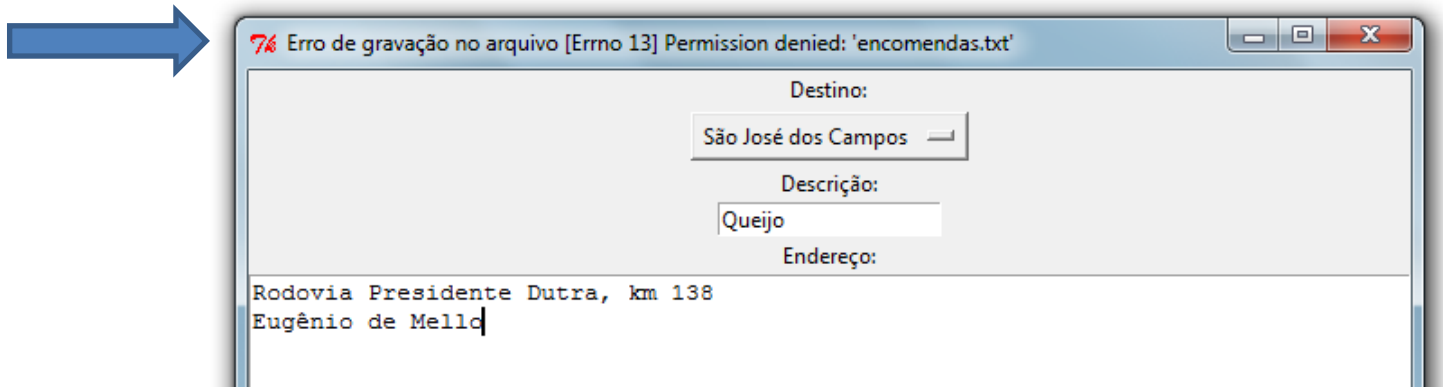 Erro de gravação no arquivo [Errno 13] Permission denied: 'encomendas.txt'
Destino:
São José dos Campos
Descrição:
Queijo
Endereço:
Rodovia Presidente Dutra, km 138
Eugênio de Mello